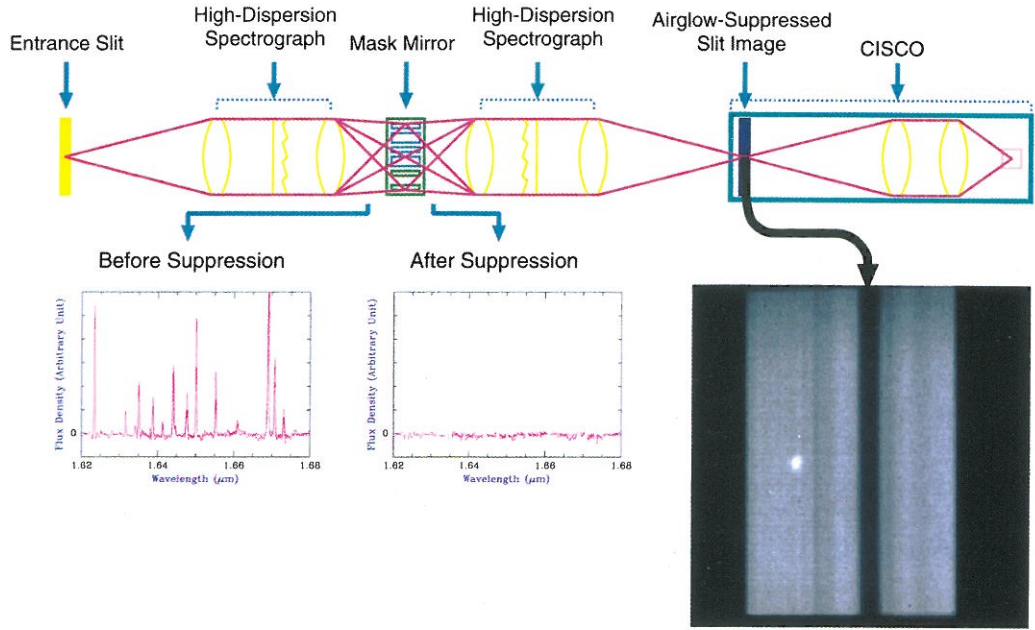 Entrance Slit
High-Dispersion
Spectrograph
Mask Mirror
High-Dispersion
Spectrograph
Airglow-Suppressed
Slit Image
CISCO
Before Suppression
After Suppression
Flux Density (Arbitrary Unit)
0
1.62
1.64
1.66
1.68
Wavelength (μm)
Flux Density (Arbitrary Unit)
0
1.62
1.64
1.66
1.68
Wavelength (μm)